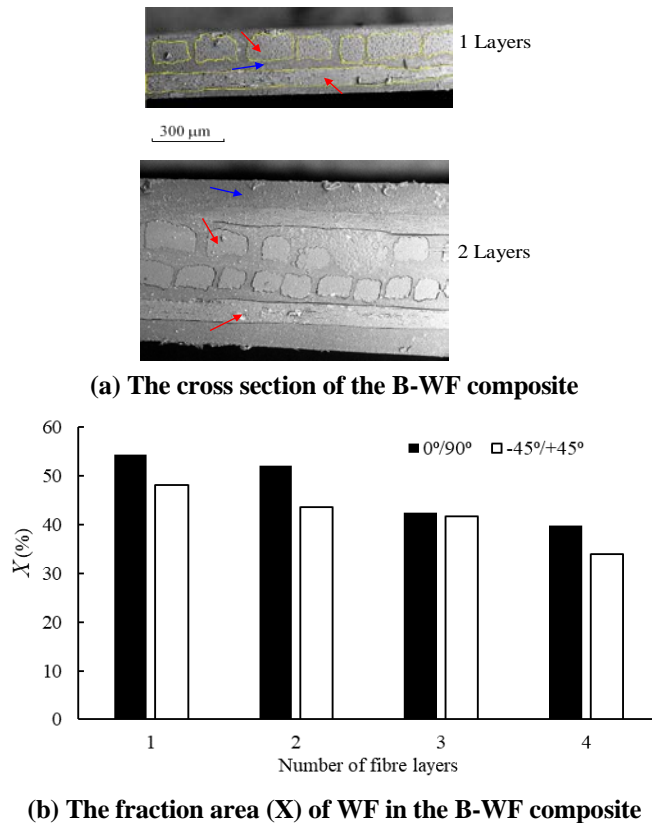 1 Layers
300 µm
2 Layers
(a) The cross section of the B-WF composite
60
50
40
30
20
10
0
X (%)
0º/90º -45º/+45º
1 2 3 4
Number of fibre layers
(b) The fraction area (X) of WF in the B-WF composite